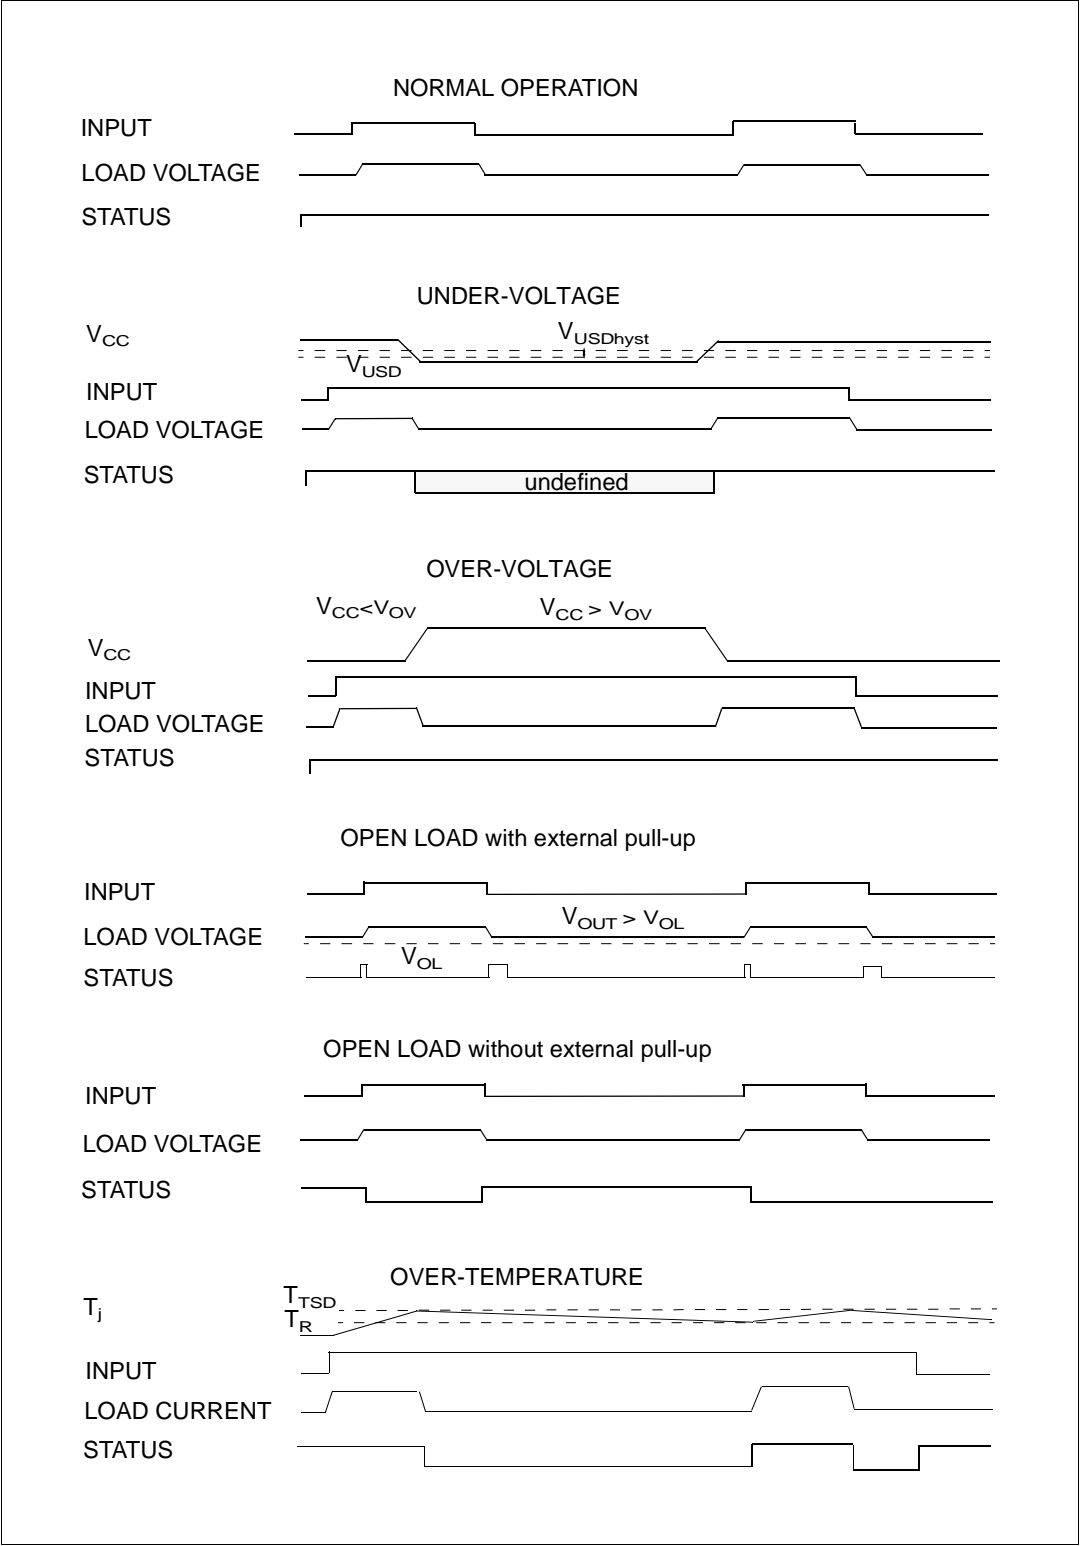 NORMAL OPERATION
INPUT
LOAD VOLTAGE
STATUS
UNDER-VOLTAGE
VCC
VUSDhyst
VUSD
INPUT
LOAD VOLTAGE
STATUS
undefined
OVER-VOLTAGE
VCC<VOV
VCC > VOV
VCC
INPUT
LOAD VOLTAGE
STATUS
OPEN LOAD with external pull-up
INPUT
VOUT > VOL
LOAD VOLTAGE
VOL
STATUS
OPEN LOAD without external pull-up
INPUT
LOAD VOLTAGE
STATUS
OVER-TEMPERATURE
Tj
TTSD
TR
INPUT
LOAD CURRENT
STATUS